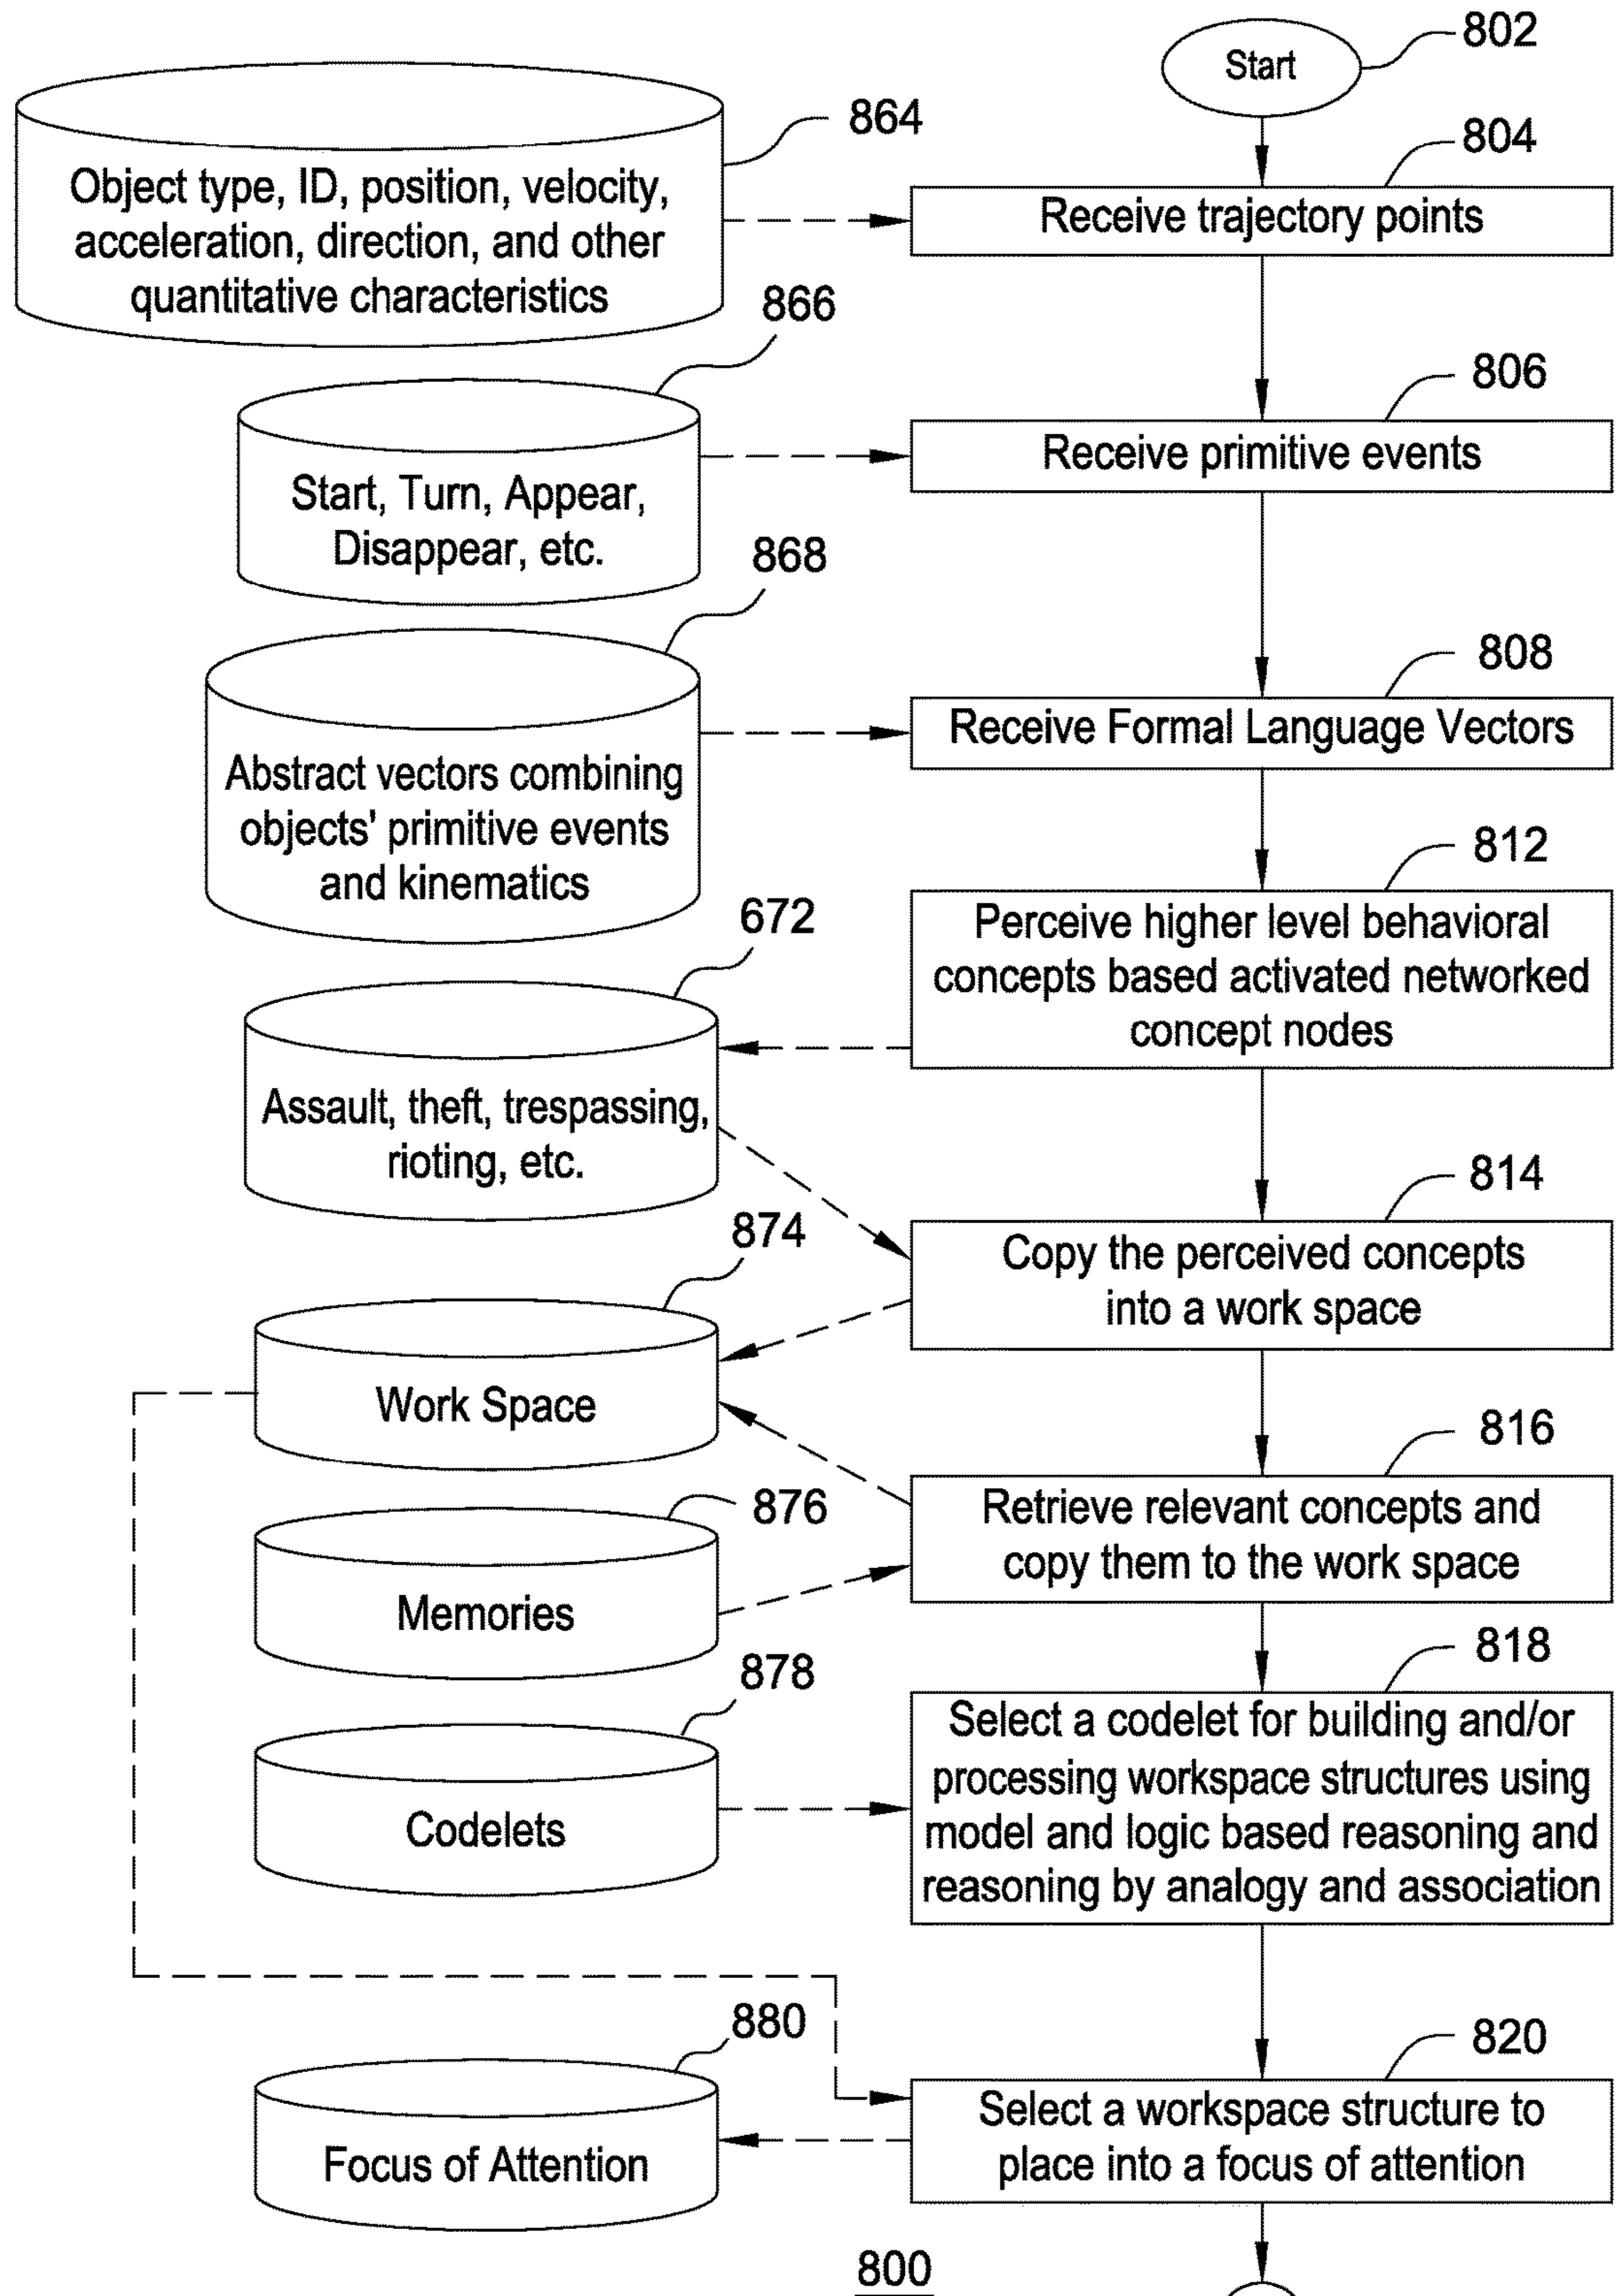 802
Start
864
804
Object type, ID, position, velocity,
acceleration, direction, and other
quantitative characteristics
Receive trajectory points
866
806
Start, Turn, Appear,
Disappear, etc.
Receive primitive events
868
808
Abstract vectors combining
objects' primitive events
and kinematics
Receive Formal Language Vectors
672
812
Perceive higher level behavioral
concepts based activated networked
concept nodes
Assault, theft, trespassing,
rioting, etc.
874
814
Copy the perceived concepts
into a work space
Work Space
876
816
Retrieve relevant concepts and
copy them to the work space
Memories
878
818
Select a codelet for building and/or
processing workspace structures using
model and logic based reasoning and
reasoning by analogy and association
Codelets
880
820
Select a workspace structure to
place into a focus of attention
Focus of Attention
800